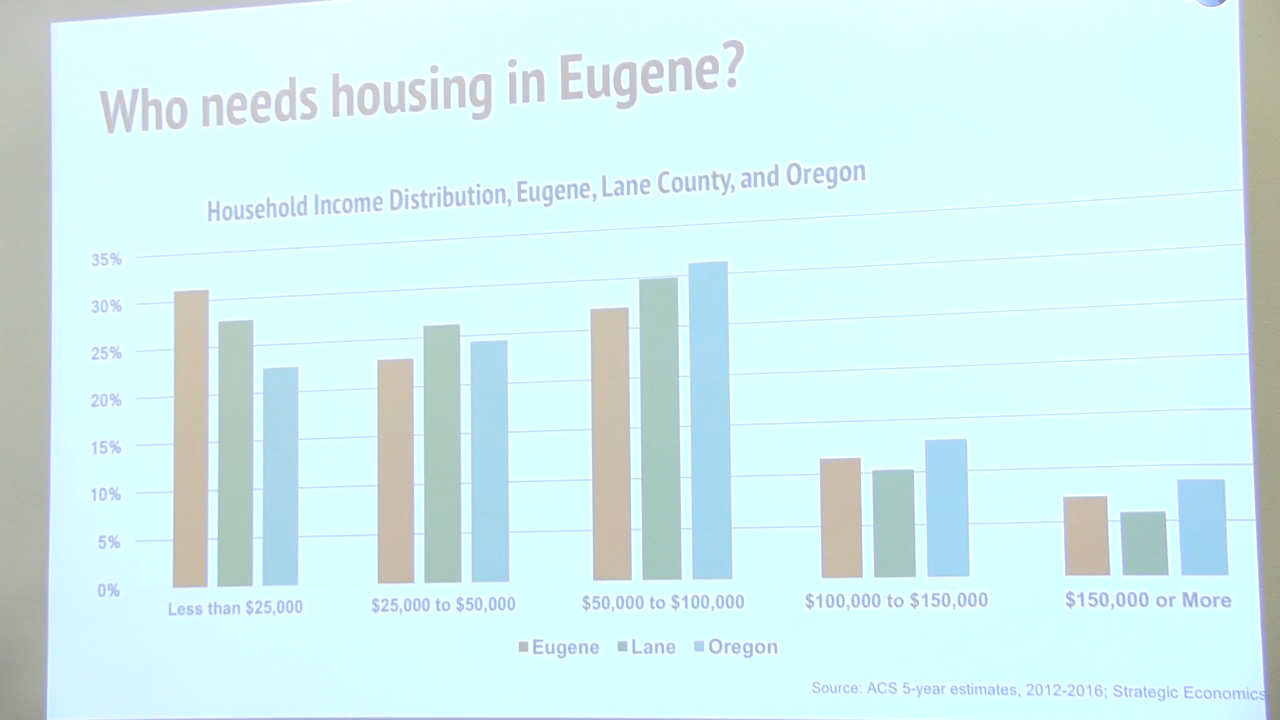 Who needs housing in Eugene?
Household Income Distribution, Eugene, Lane County, and Oregon
35%
30%
25%
20%
15%
10%
5%
0%
Less than $25,000
$25,000 to $50,000
$50,000 to $100,000
$100,000 to $150,000
$150,000 or More
Eugene Lane Oregon
Source: ACS 5-year estimates, 2012-2016; Strategic Economics